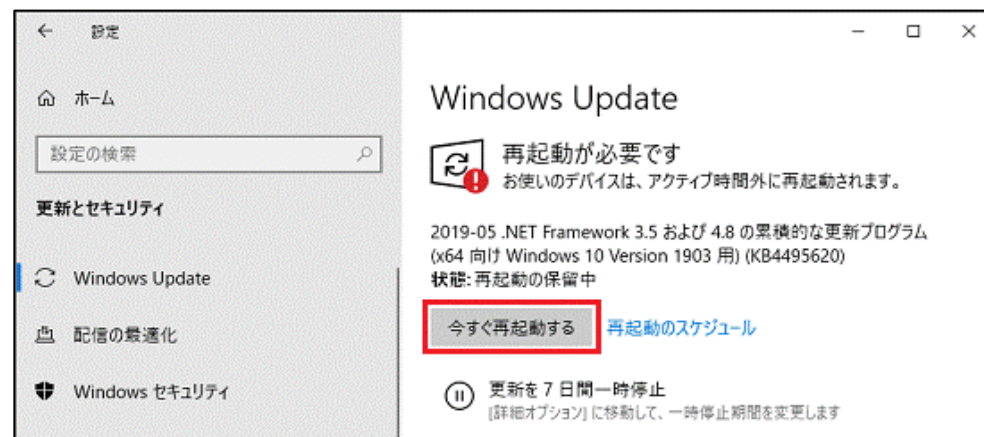 設定
ホーム
設定の検索
更新とセキュリティ
Windows Update
配信の最適化
Windows セキュリティ
Windows Update
再起動が必要です
お使いのデバイスは、アクティブ時間外に再起動されます。
2019-05 .NET Framework 3.5 および 4.8 の累積的な更新プログラム
(x64 向け Windows 10 Version 1903 用) (KB4495620)
状態: 再起動の保留中
今すぐ再起動する 再起動のスケジュール
更新を 7 日間一時停止
[詳細オプション] に移動して、一時停止期間を変更します